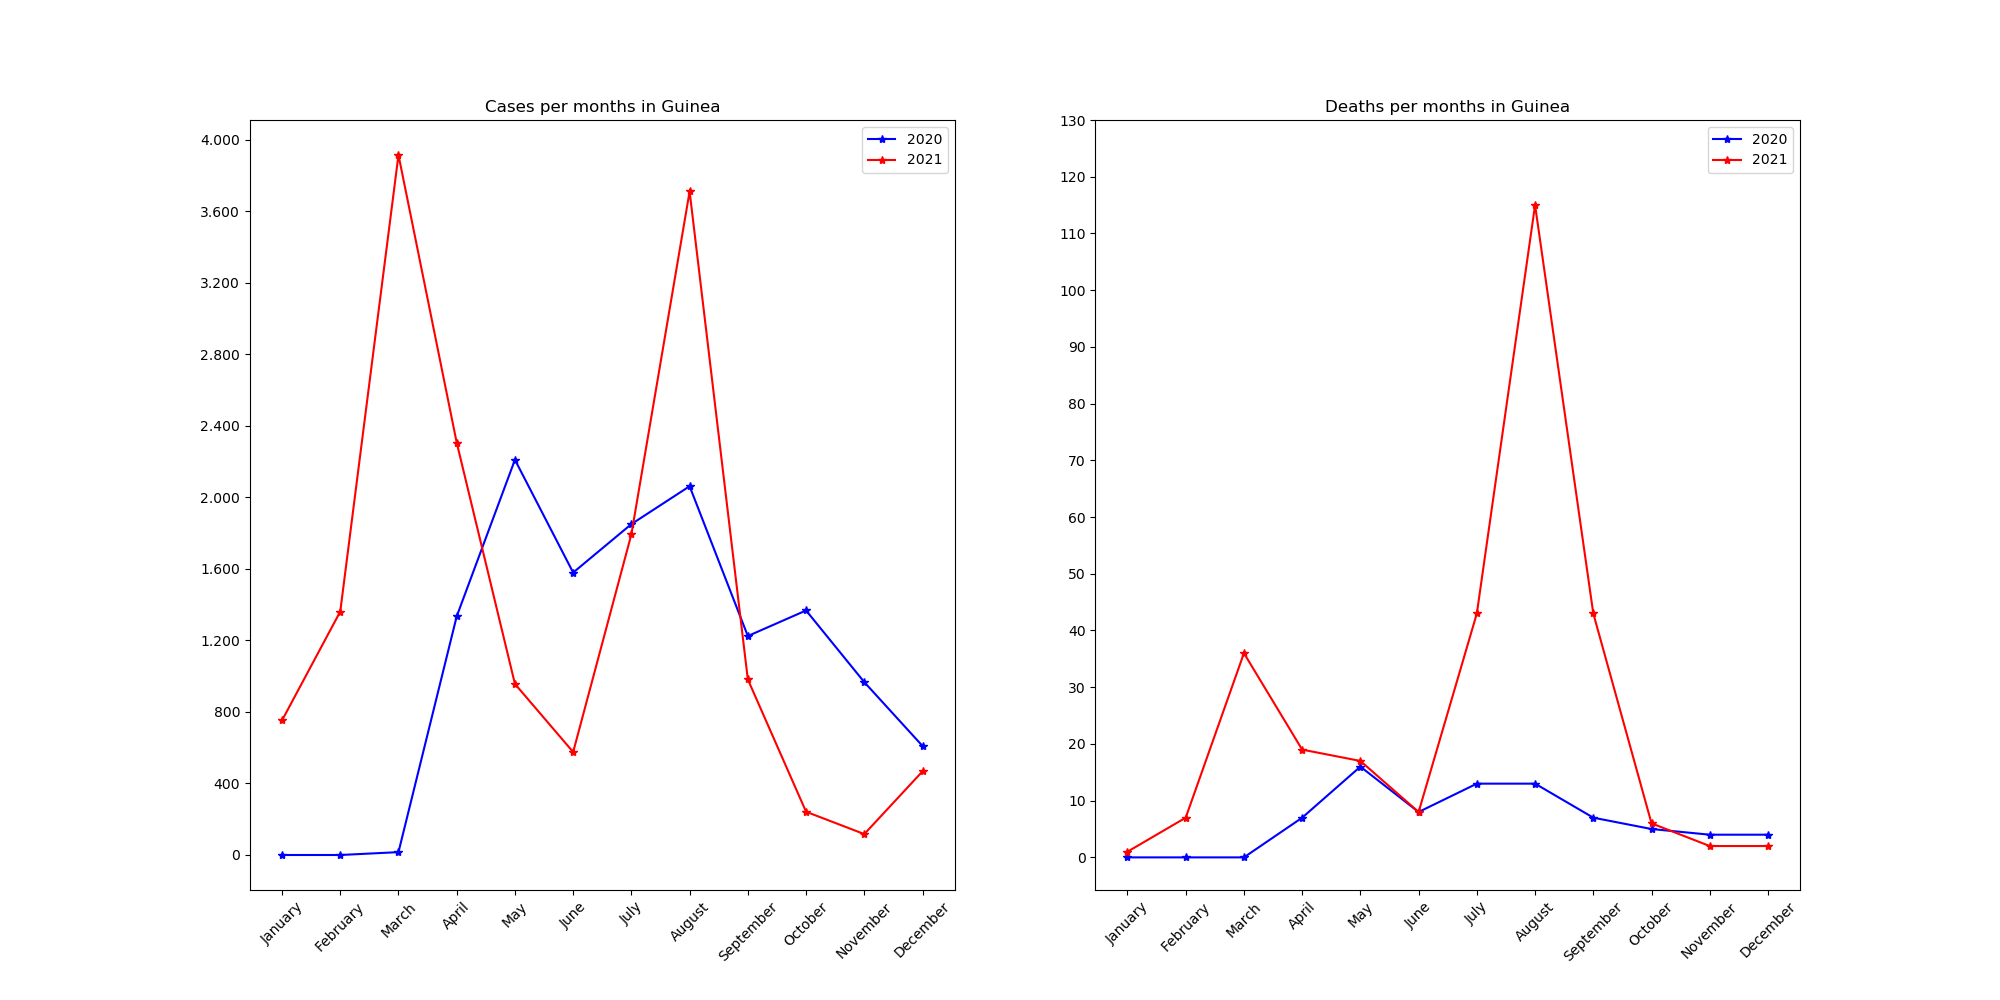 Cases per months in Guinea
4.000
3.600
3.200
2.800
2.400
2.000
1.600
1.200
800
400
0
2020
2021
January
February
March
April
May
June
July
August
September
October
November
December
Deaths per months in Guinea
130
120
110
100
90
80
70
60
50
40
30
20
10
0
2020
2021
January
February
March
April
May
June
July
August
September
October
November
December